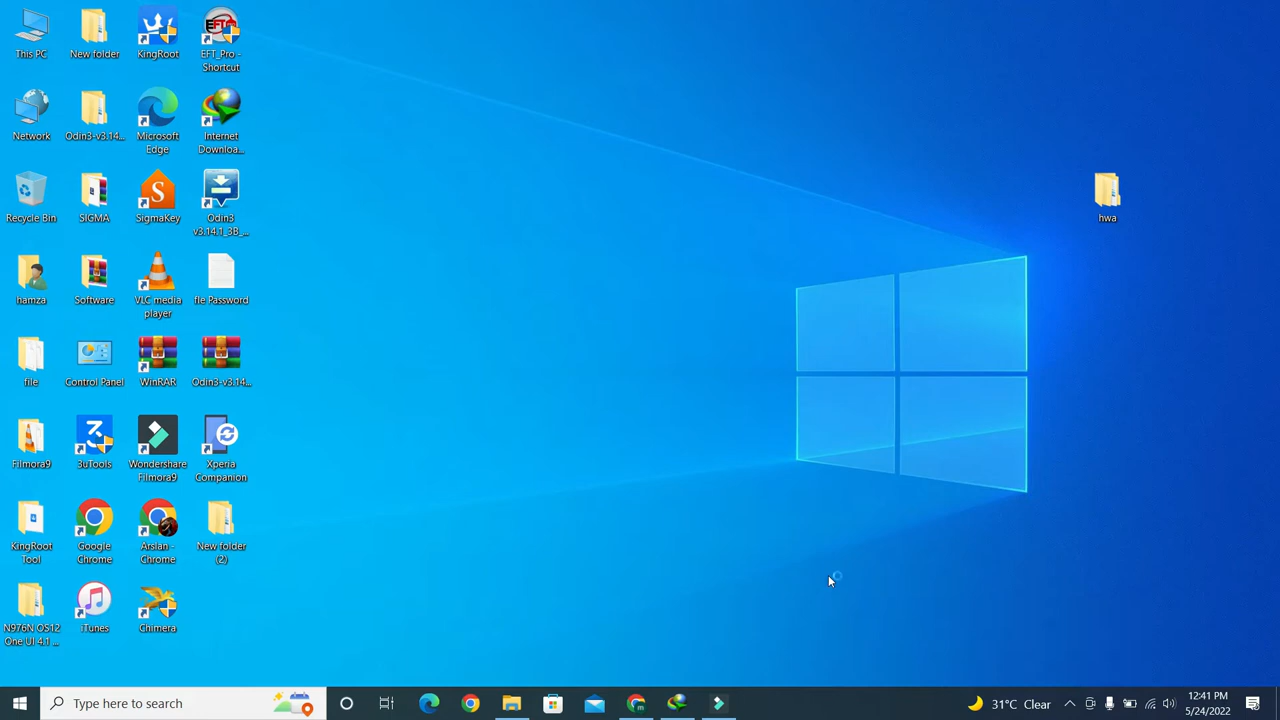 This PC
New folder
KingRoot
EFT_Pro -
Shortcut
Network
Odin3-v3.14...
Microsoft
Edge
Internet
Downloa...
Recycle Bin
SIGMA
SigmaKey
Odin3
v3.14.1_3B_...
hamza
Software
VLC media
player
fle Password
file
Control Panel
WinRAR
Odin3-v3.14...
Filmora9
3uTools
Wondershare
Filmora9
Xperia
Companion
KingRoot
Tool
Google
Chrome
Arslan -
Chrome
New folder
(2)
N976N OS12
One UI 4.1 ...
iTunes
Chimera
hwa
Type here to search
31°C Clear
12:41 PM
5/24/2022